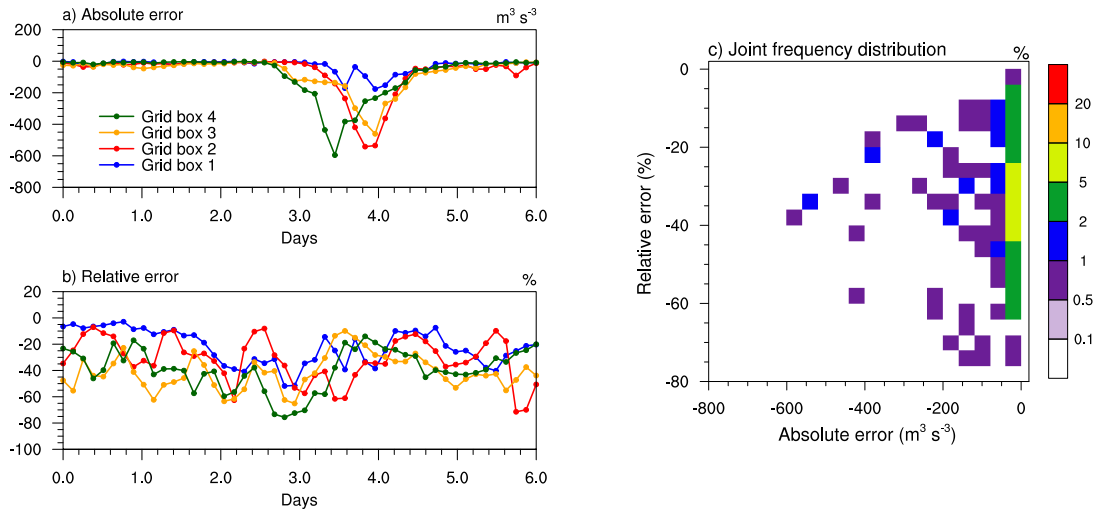 a) Absolute error
m³ s⁻³
200
0
-200
-400
-600
-800
Grid box 4
Grid box 3
Grid box 2
Grid box 1
0.0 1.0 2.0 3.0 4.0 5.0 6.0
Days
b) Relative error
%
20
0
-20
-40
-60
-80
-100
0.0 1.0 2.0 3.0 4.0 5.0 6.0
Days
c) Joint frequency distribution
%
Relative error (%)
0
-20
-40
-60
-80
-800 -600 -400 -200 0
Absolute error (m³ s⁻³)
20
10
5
2
1
0.5
0.1